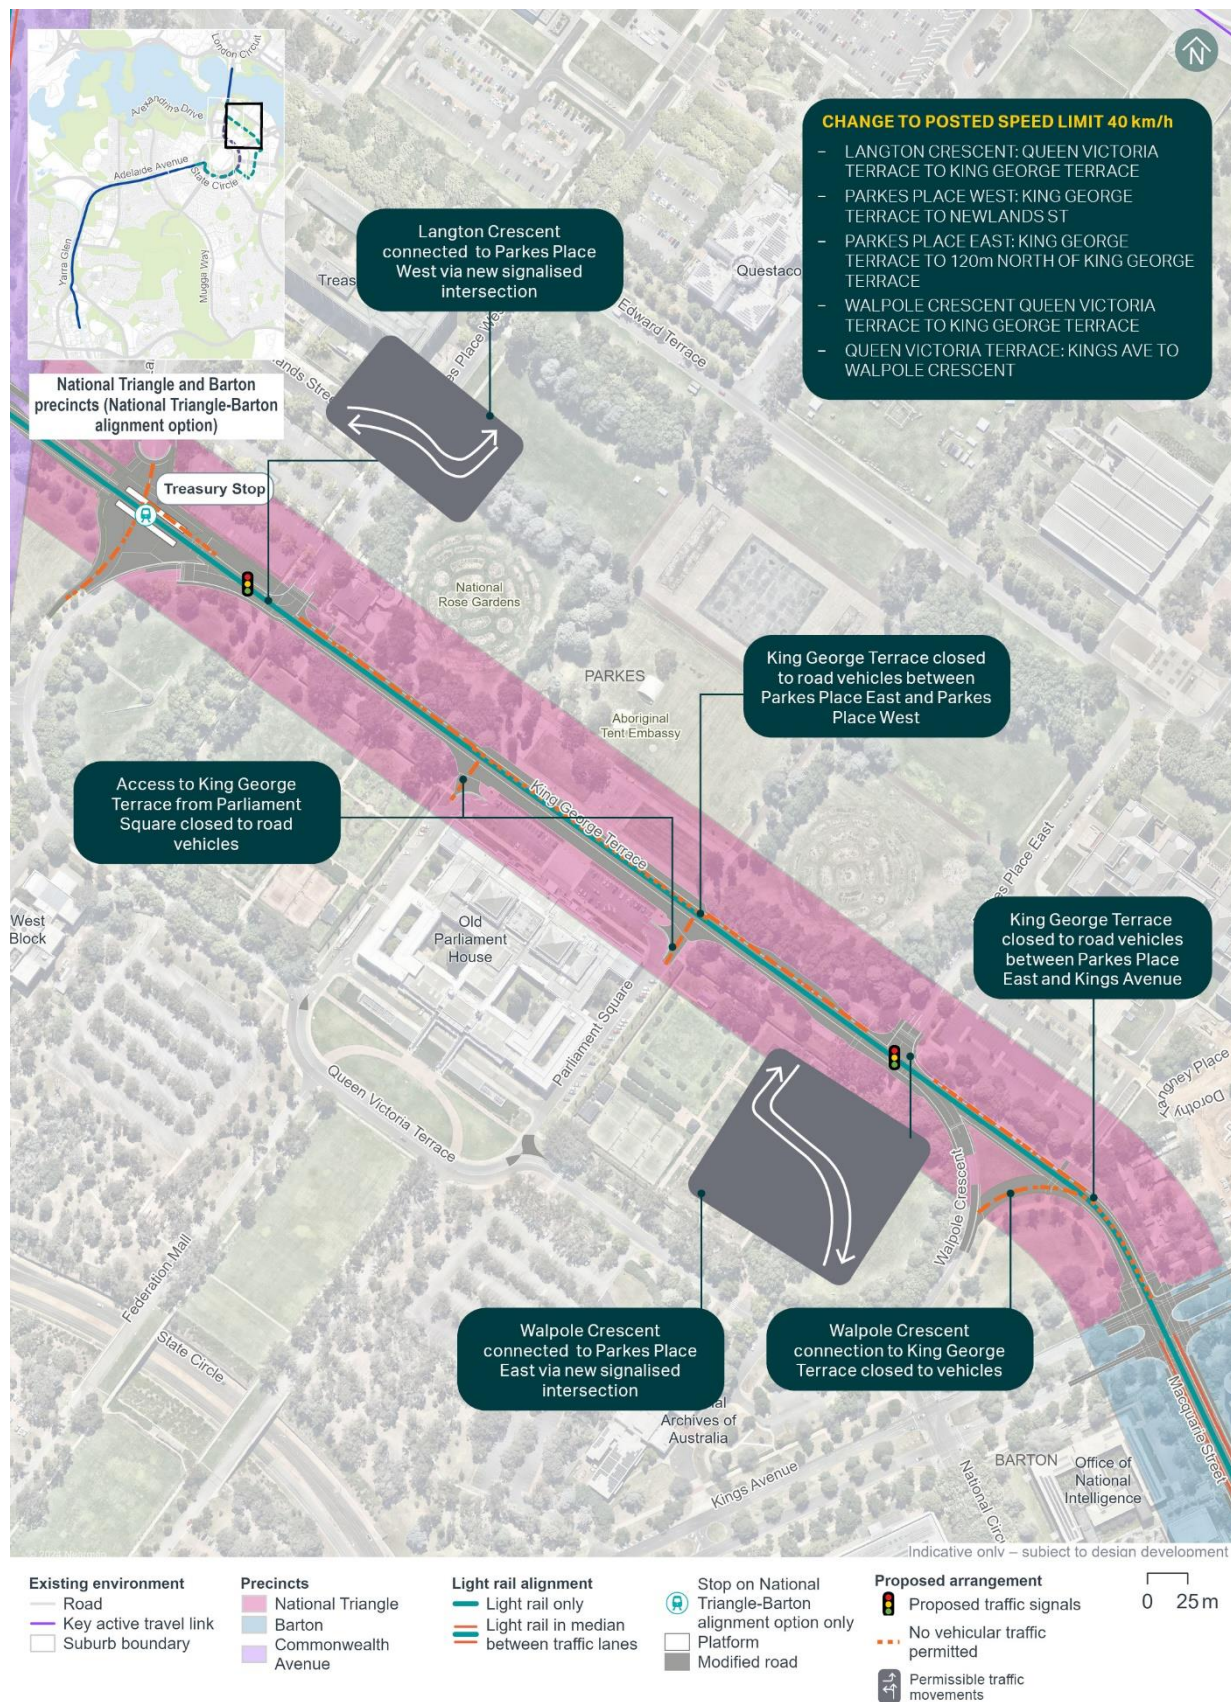 London Circuit
Alexandrina Drive
Adelaide Avenue
State Circle
Yarra Glen
Mugga Way
National Triangle and Barton
precincts (National Triangle-Barton
alignment option)
N
CHANGE TO POSTED SPEED LIMIT 40 km/h
– LANGTON CRESCENT: QUEEN VICTORIA
TERRACE TO KING GEORGE TERRACE
– PARKES PLACE WEST: KING GEORGE
TERRACE TO NEWLANDS ST
– PARKES PLACE EAST: KING GEORGE
TERRACE TO 120m NORTH OF KING GEORGE
TERRACE
– WALPOLE CRESCENT QUEEN VICTORIA
TERRACE TO KING GEORGE TERRACE
– QUEEN VICTORIA TERRACE: KINGS AVE TO
WALPOLE CRESCENT
Langton Crescent
connected to Parkes Place
West via new signalised
intersection
Treas
Questaco
Edward Terrace
es Place Wes
lands Street
Treasury Stop
National
Rose Gardens
PARKES
Aboriginal
Tent Embassy
King George Terrace closed
to road vehicles between
Parkes Place East and Parkes
Place West
Access to King George
Terrace from Parliament
Square closed to road
vehicles
King George Terrace
es Place East
West
Block
Old
Parliament
House
Parliament Square
King George Terrace
closed to road vehicles
between Parkes Place
East and Kings Avenue
Queen Victoria Terrace
ngney Place
Dorothy
Walpole Crescent
Federation Mall
State Circle
Walpole Crescent
connected to Parkes Place
East via new signalised
intersection
Walpole Crescent
connection to King George
Terrace closed to vehicles
al
Archives of
Australia
Kings Avenue
Macquarie Street
BARTON
Office of
National
Intelligence
National Circ
Indicative only – subject to design development
Existing environment
Road
Key active travel link
Suburb boundary
Precincts
National Triangle
Barton
Commonwealth
Avenue
Light rail alignment
Light rail only
Light rail in median
between traffic lanes
Stop on National
Triangle-Barton
alignment option only
Platform
Modified road
Proposed arrangement
Proposed traffic signals
No vehicular traffic
permitted
Permissible traffic
movements
0 25 m